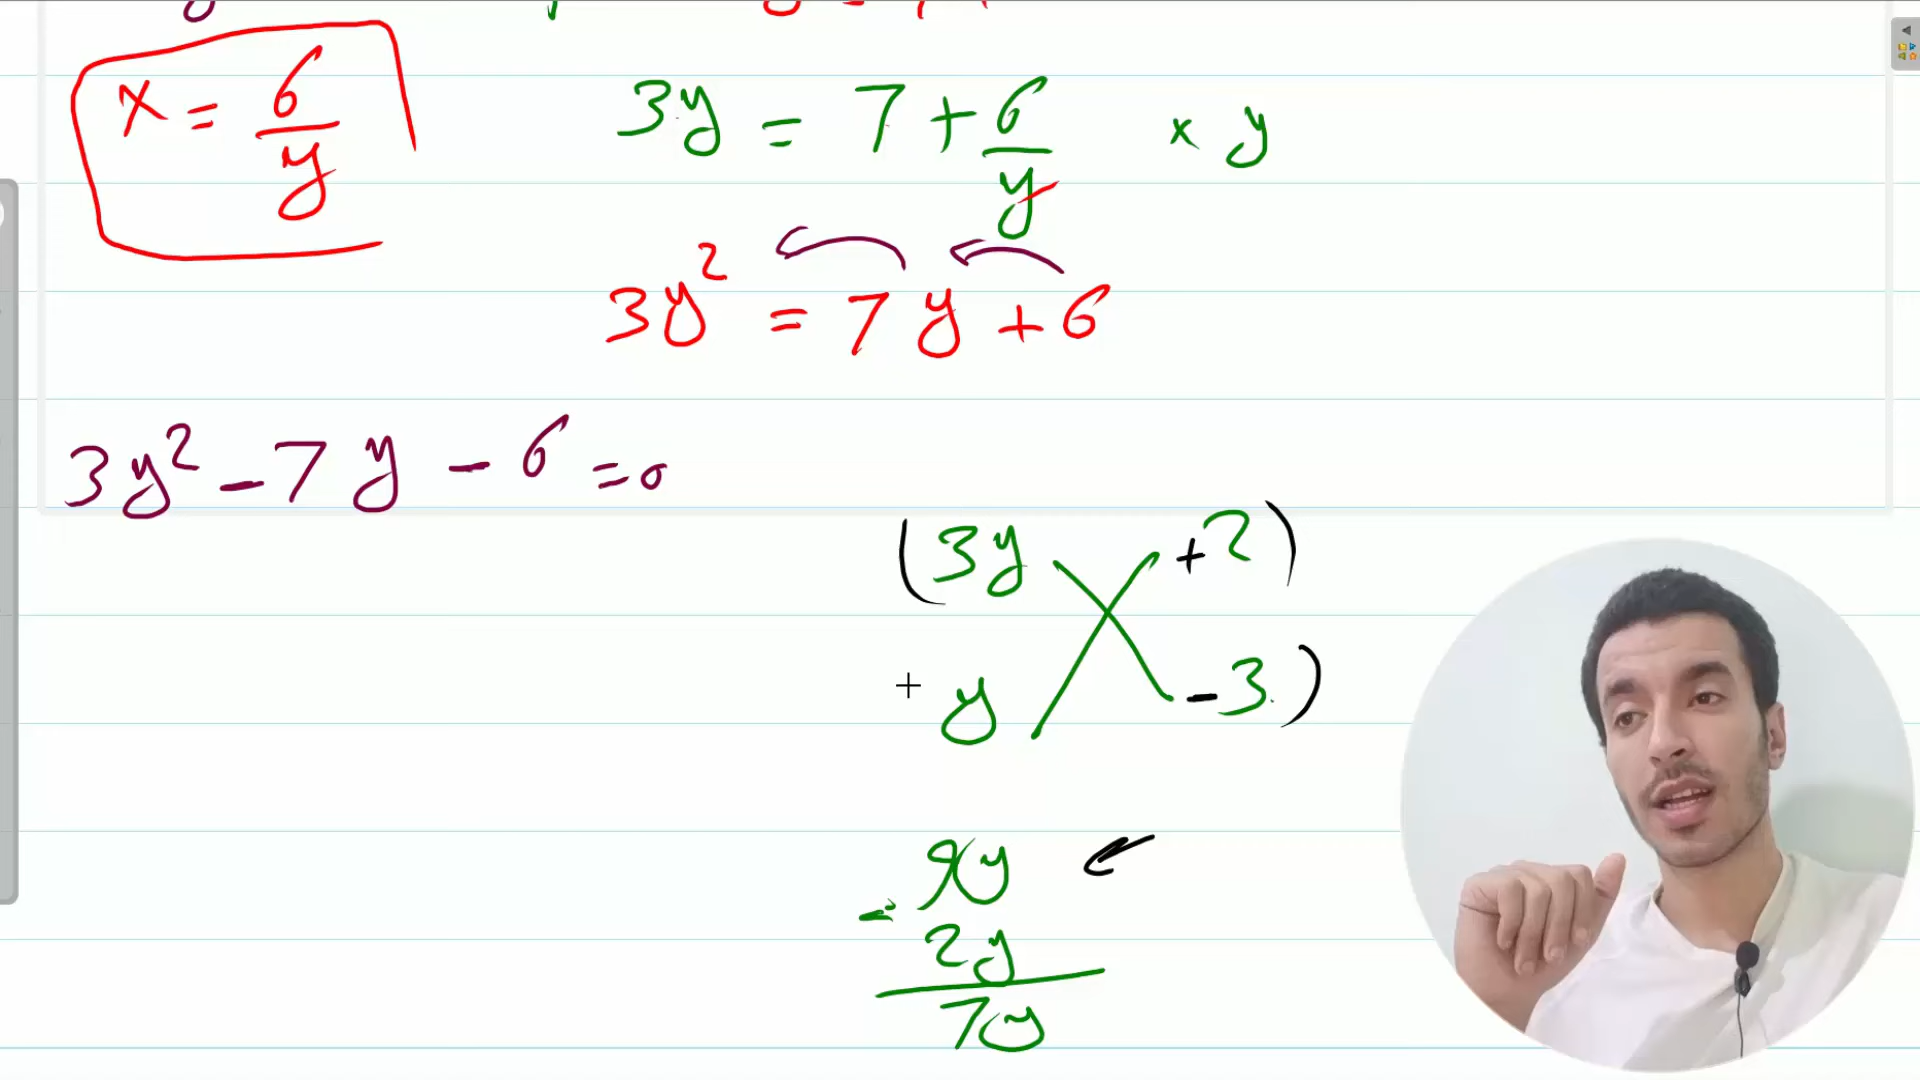 x = 6/y
3y = 7 + 6/y × y
3y² = 7y + 6
3y² - 7y - 6 = 0
(3y +2)
y -3)
9y
- 2y
7y